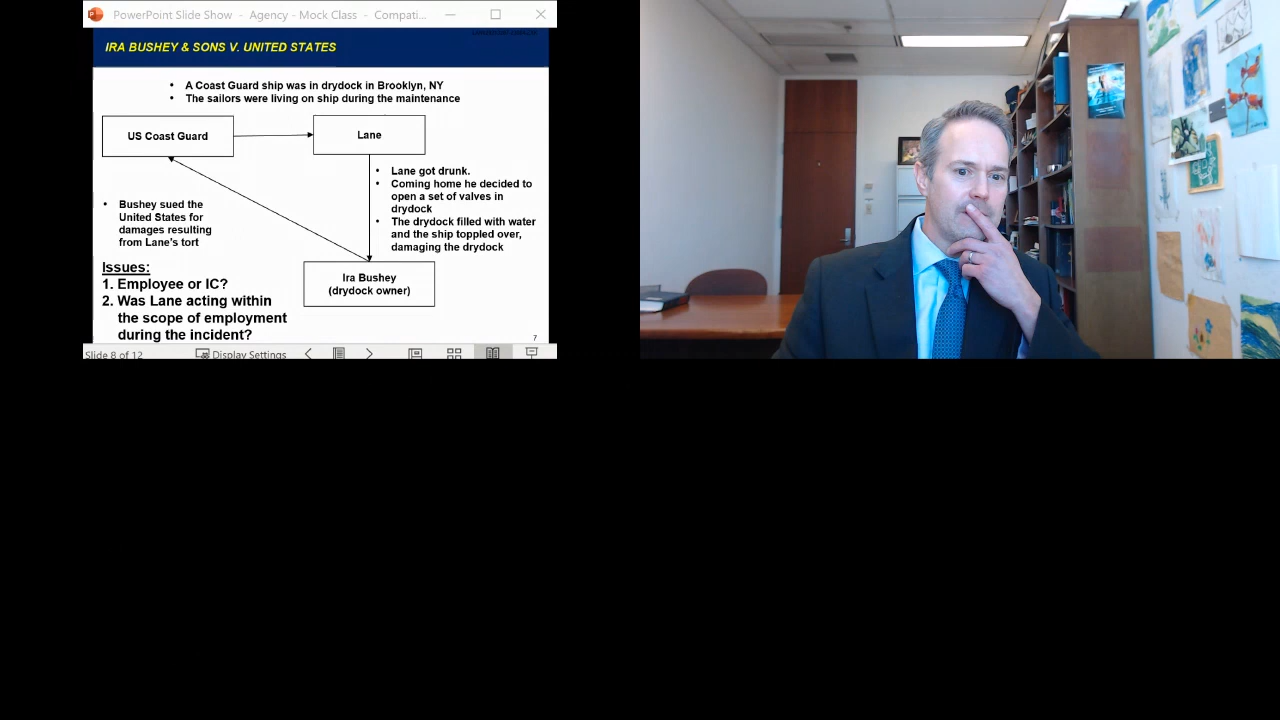 PowerPoint Slide Show - Agency - Mock Class - Compati...
IRA BUSHEY & SONS V. UNITED STATES
• A Coast Guard ship was in drydock in Brooklyn, NY
• The sailors were living on ship during the maintenance
US Coast Guard
Lane
• Lane got drunk.
• Coming home he decided to
open a set of valves in
drydock
• The drydock filled with water
and the ship toppled over,
damaging the drydock
• Bushey sued the
United States for
damages resulting
from Lane's tort
Ira Bushey
(drydock owner)
Issues:
1. Employee or IC?
2. Was Lane acting within
the scope of employment
during the incident?
7
Slide 8 of 12
Display Settings